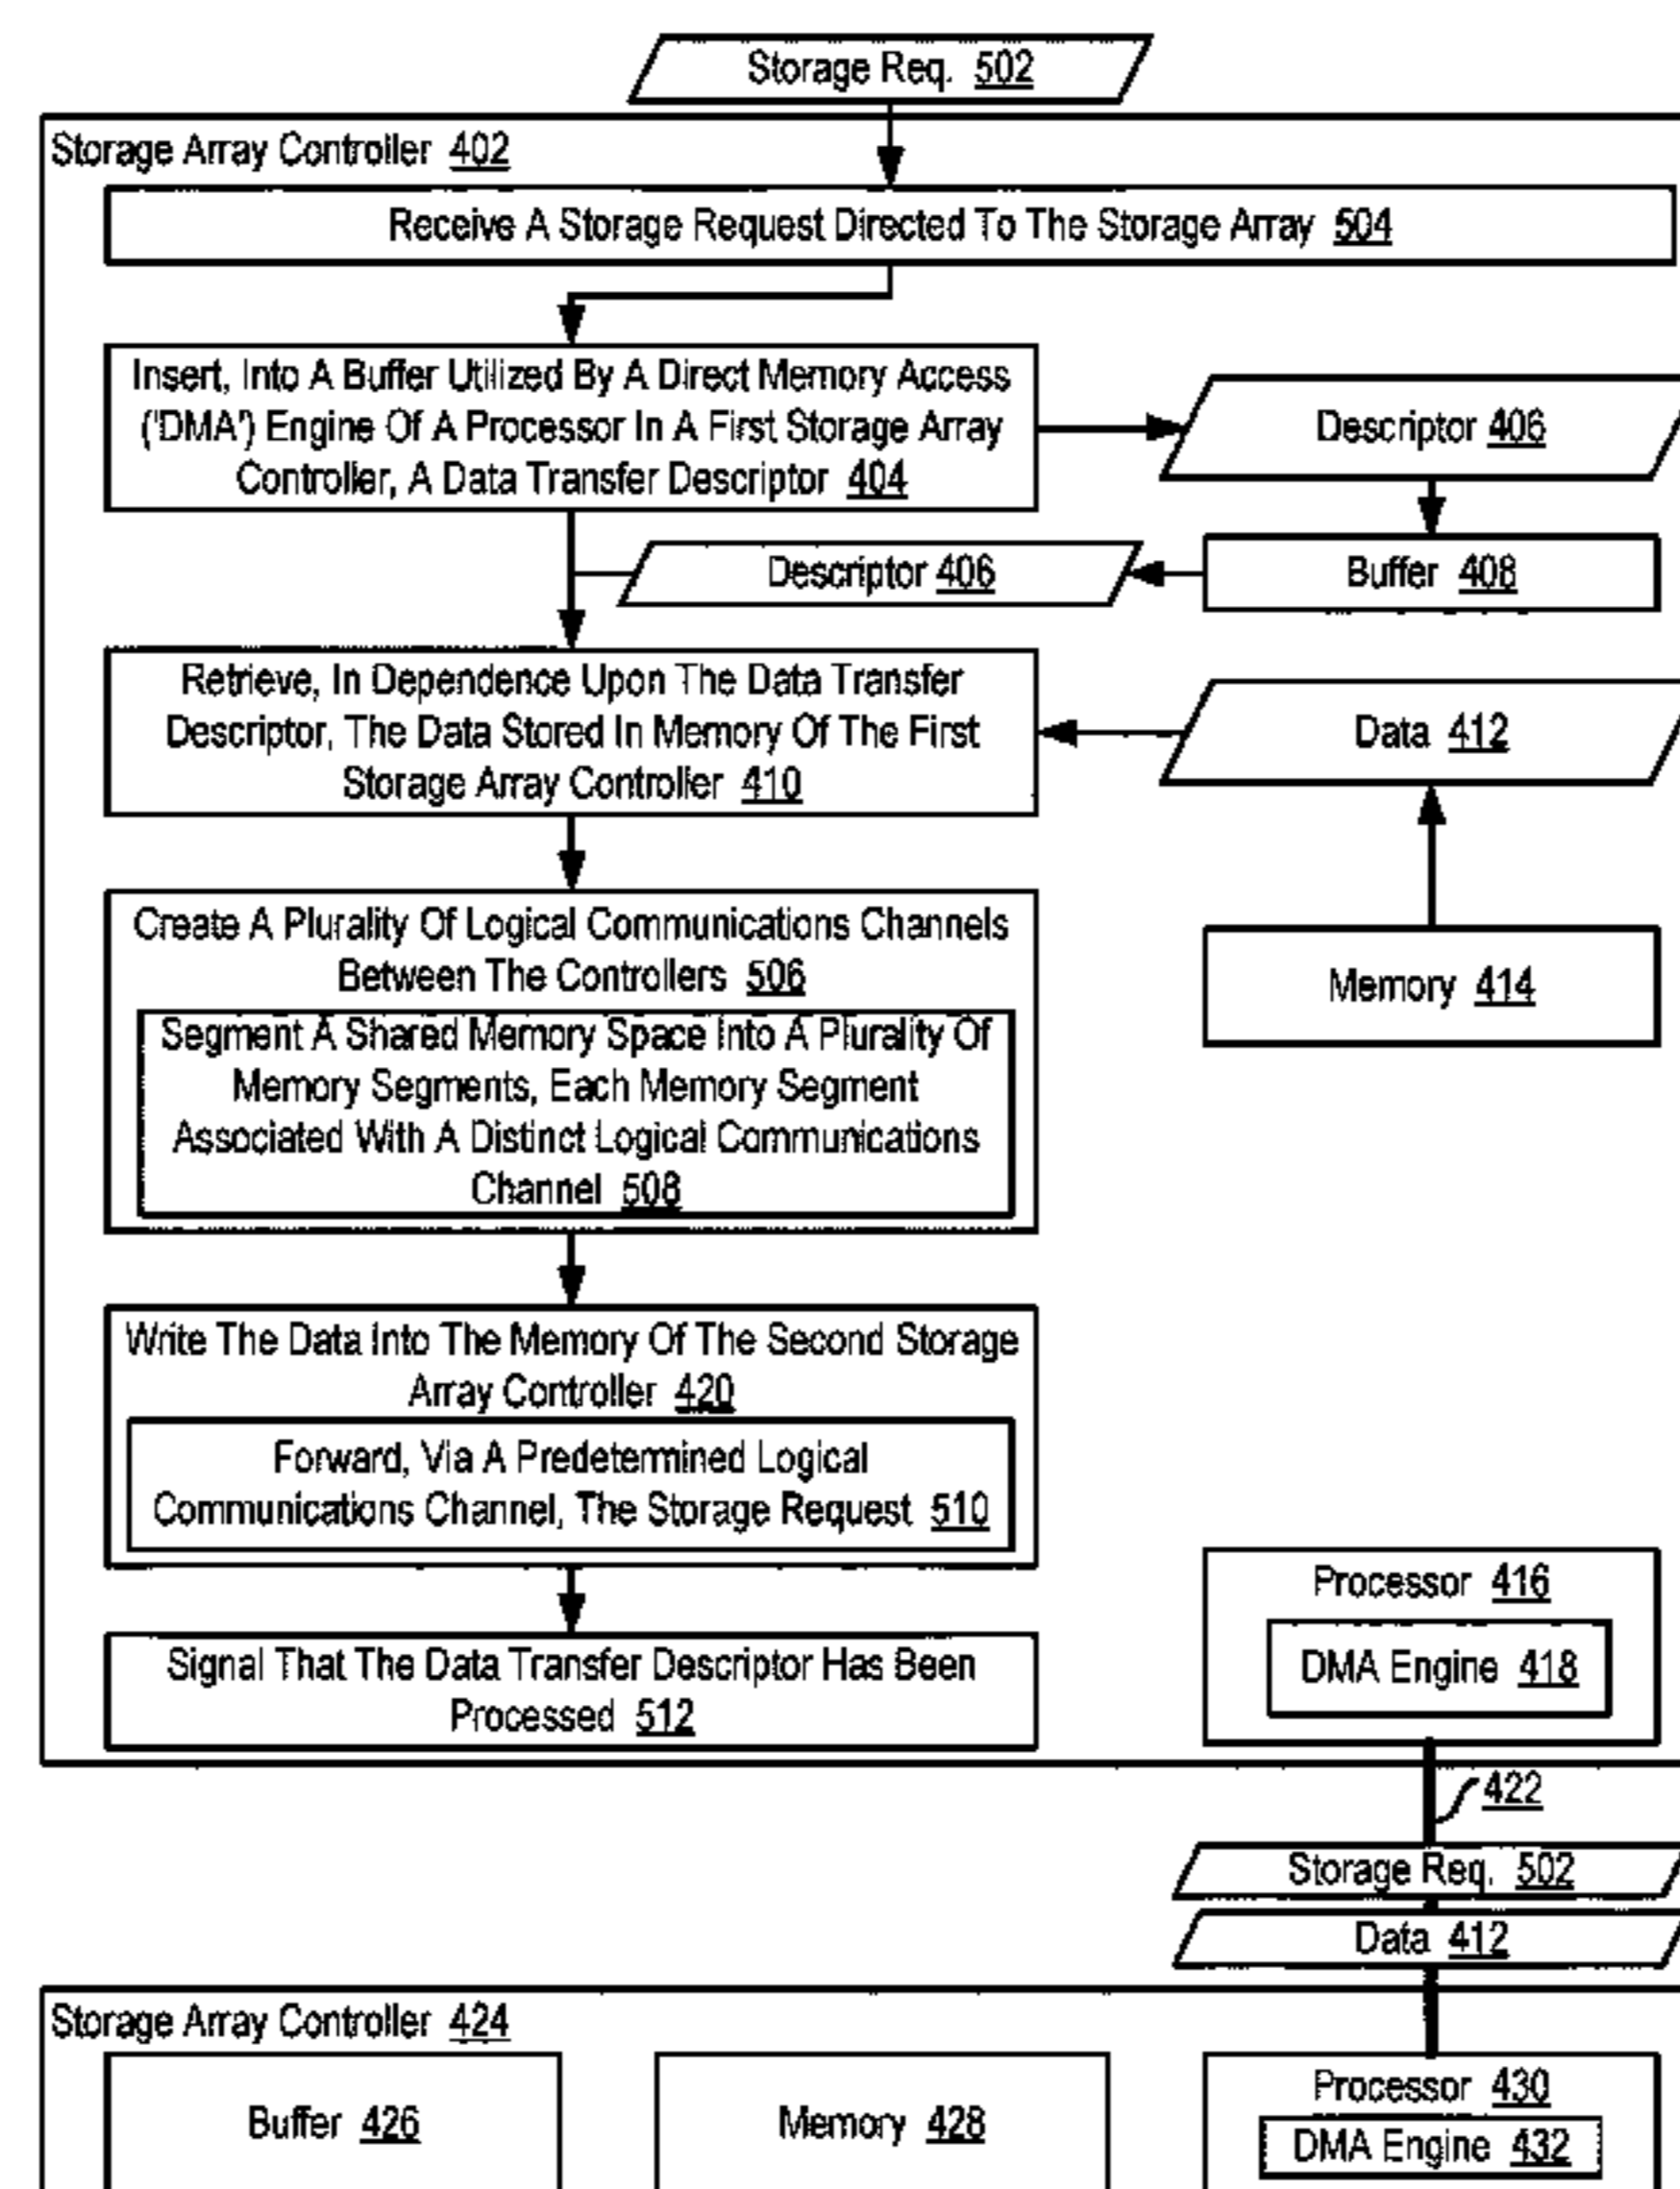 Storage Req. 502
Storage Array Controller 402
Receive A Storage Request Directed To The Storage Array 504
Insert, Into A Buffer Utilized By A Direct Memory Access
('DMA') Engine Of A Processor In A First Storage Array
Controller, A Data Transfer Descriptor 404
Descriptor 406
Descriptor 406
Buffer 408
Retrieve, In Dependence Upon The Data Transfer
Descriptor, The Data Stored In Memory Of The First
Storage Array Controller 410
Data 412
Create A Plurality Of Logical Communications Channels
Between The Controllers 506
Segment A Shared Memory Space Into A Plurality Of
Memory Segments, Each Memory Segment
Associated With A Distinct Logical Communications
Channel 508
Memory 414
Write The Data Into The Memory Of The Second Storage
Array Controller 420
Forward, Via A Predetermined Logical
Communications Channel, The Storage Request 510
Processor 416
DMA Engine 418
Signal That The Data Transfer Descriptor Has Been
Processed 512
422
Storage Req. 502
Data 412
Storage Array Controller 424
Buffer 426
Memory 428
Processor 430
DMA Engine 432